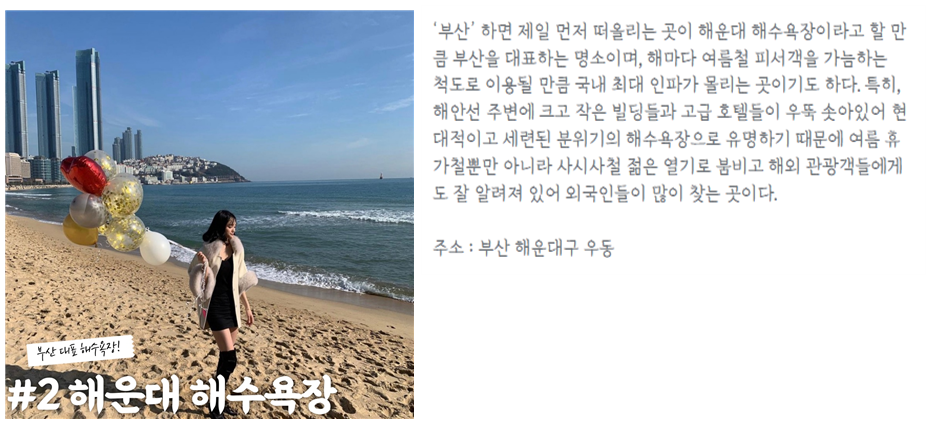 부산 대표 해수욕장!
#2 해운대 해수욕장
‘부산’ 하면 제일 먼저 떠올리는 곳이 해운대 해수욕장이라고 할 만
큼 부산을 대표하는 명소이며, 해마다 여름철 피서객을 가늠하는
척도로 이용될 만큼 국내 최대 인파가 몰리는 곳이기도 하다. 특히,
해안선 주변에 크고 작은 빌딩들과 고급 호텔들이 우뚝 솟아있어 현
대적이고 세련된 분위기의 해수욕장으로 유명하기 때문에 여름 휴
가철뿐만 아니라 사시사철 젊은 열기로 붐비고 해외 관광객들에게
도 잘 알려져 있어 외국인들이 많이 찾는 곳이다.
주소 : 부산 해운대구 우동